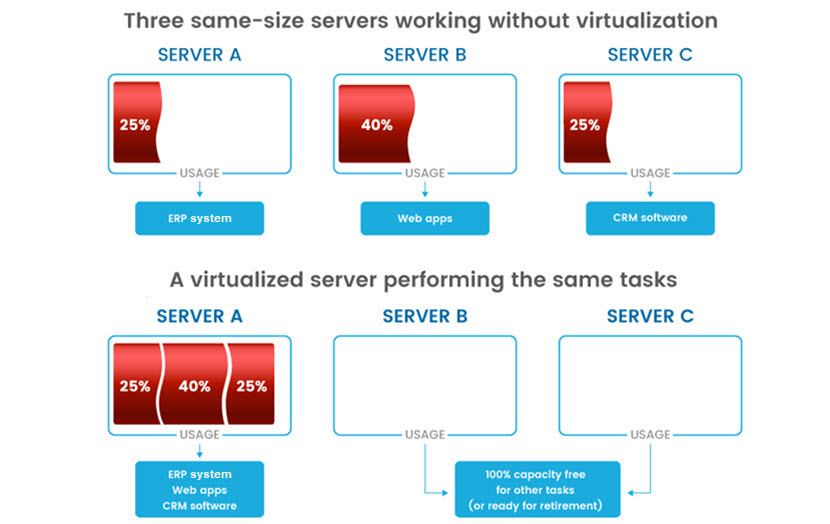 Three same-size servers working without virtualization
SERVER A
SERVER B
SERVER C
25%
40%
25%
USAGE
USAGE
USAGE
ERP system
Web apps
CRM software
A virtualized server performing the same tasks
SERVER A
SERVER B
SERVER C
25%
40%
25%
USAGE
USAGE
USAGE
ERP system
Web apps
CRM software
100% capacity free
for other tasks
(or ready for retirement)